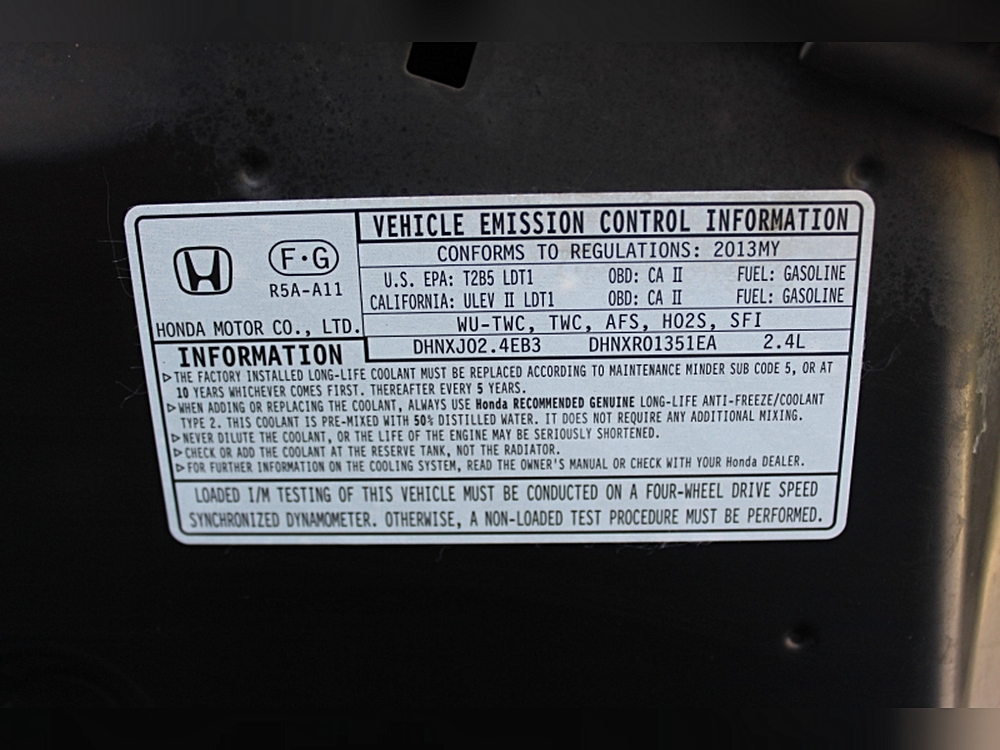 VEHICLE EMISSION CONTROL INFORMATION
CONFORMS TO REGULATIONS: 2013MY
F·G
R5A-A11
U.S. EPA: T2B5 LDT1 OBD: CA II FUEL: GASOLINE
CALIFORNIA: ULEV II LDT1 OBD: CA II FUEL: GASOLINE
HONDA MOTOR CO., LTD.
WU-TWC, TWC, AFS, HO2S, SFI
DHNXJ02.4EB3 DHNXR01351EA 2.4L
INFORMATION
▷THE FACTORY INSTALLED LONG-LIFE COOLANT MUST BE REPLACED ACCORDING TO MAINTENANCE MINDER SUB CODE 5, OR AT
10 YEARS WHICHEVER COMES FIRST. THEREAFTER EVERY 5 YEARS.
▷WHEN ADDING OR REPLACING THE COOLANT, ALWAYS USE Honda RECOMMENDED GENUINE LONG-LIFE ANTI-FREEZE/COOLANT
TYPE 2. THIS COOLANT IS PRE-MIXED WITH 50% DISTILLED WATER. IT DOES NOT REQUIRE ANY ADDITIONAL MIXING.
▷NEVER DILUTE THE COOLANT, OR THE LIFE OF THE ENGINE MAY BE SERIOUSLY SHORTENED.
▷CHECK OR ADD THE COOLANT AT THE RESERVE TANK, NOT THE RADIATOR.
▷FOR FURTHER INFORMATION ON THE COOLING SYSTEM, READ THE OWNER'S MANUAL OR CHECK WITH YOUR Honda DEALER.
LOADED I/M TESTING OF THIS VEHICLE MUST BE CONDUCTED ON A FOUR-WHEEL DRIVE SPEED
SYNCHRONIZED DYNAMOMETER. OTHERWISE, A NON-LOADED TEST PROCEDURE MUST BE PERFORMED.